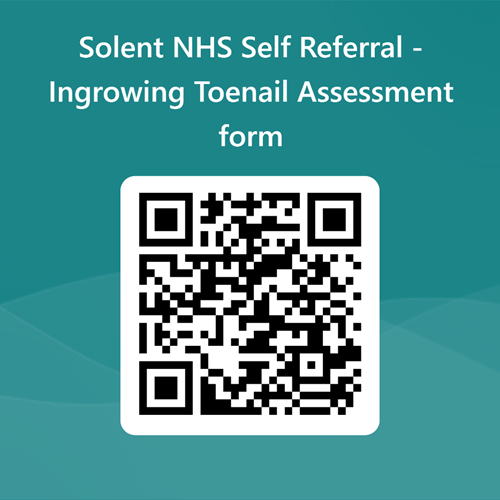 Solent NHS Self Referral -
Ingrowing Toenail Assessment
form